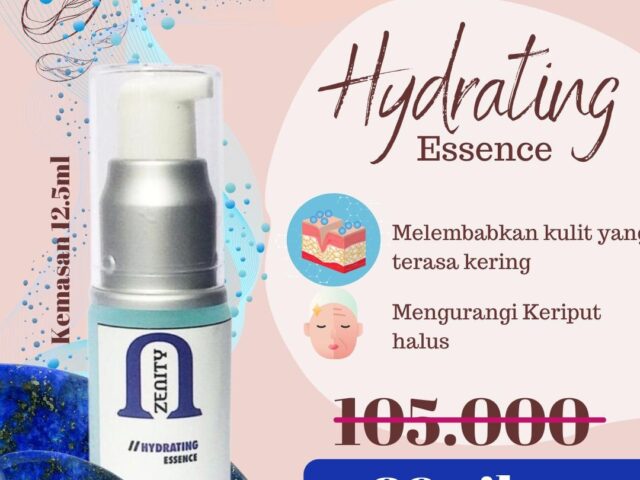 Hydrating
Essence
Kemasan 12.5ml
Melembabkan kulit yang
terasa kering
Mengurangi Keriput
halus
105.000
ZENITY
//HYDRATING
ESSENCE